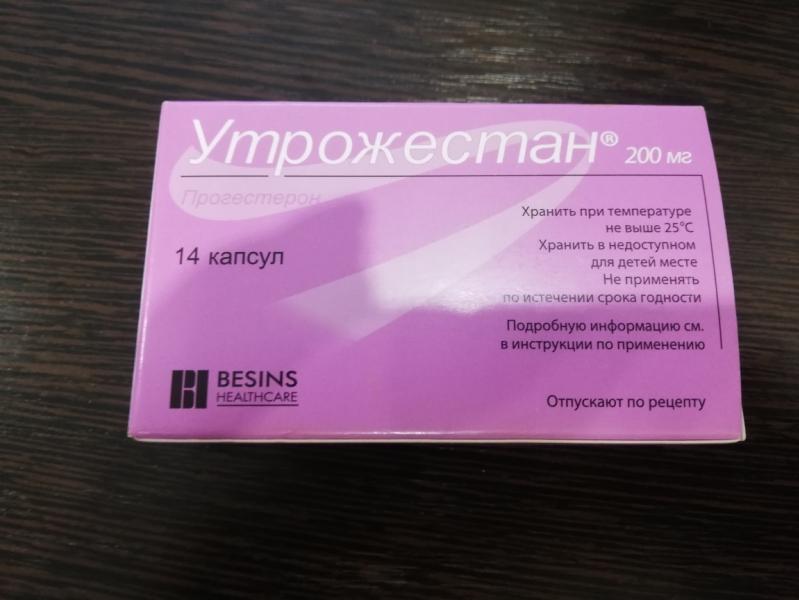 Утрожестан® 200 мг
Прогестерон
14 капсул
Хранить при температуре
не выше 25°С
Хранить в недоступном
для детей месте
Не применять
по истечении срока годности
Подробную информацию см.
в инструкции по применению
BESINS
HEALTHCARE
Отпускают по рецепту